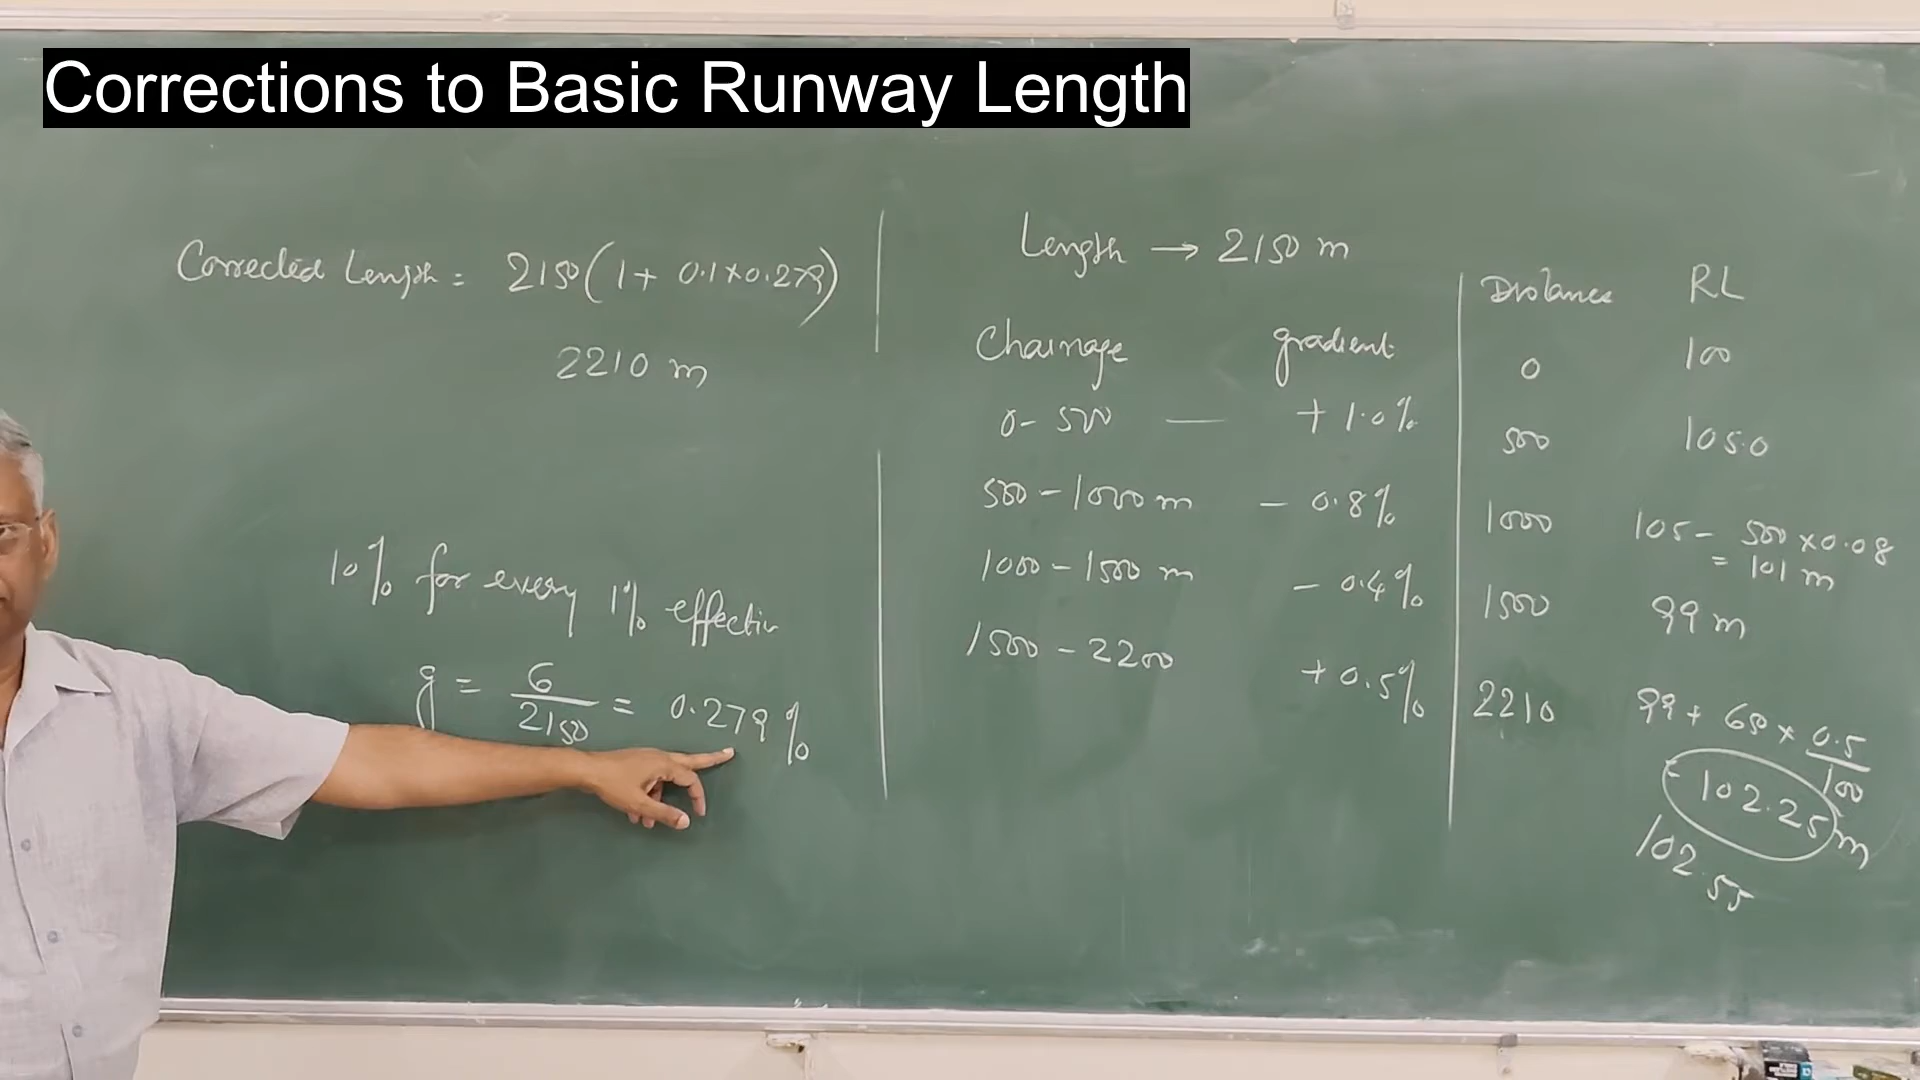 Corrections to Basic Runway Length
Corrected Length = 2150(1+ 0.1×0.279)
2210 m
10% for every 1% effective
g = 6/2150 = 0.279%
Length → 2150 m
Chainage gradient
0- 500 — + 1.0%
500 - 1000 m - 0.8%
1000 - 1500 m - 0.4%
1500 - 2200 + 0.5%
Distance RL
0 100
500 105.0
1000 105 - 500 ×0.08
= 101 m
1500 99 m
2210 99 + 650 × 0.5/100
= 102.25 m
102.55